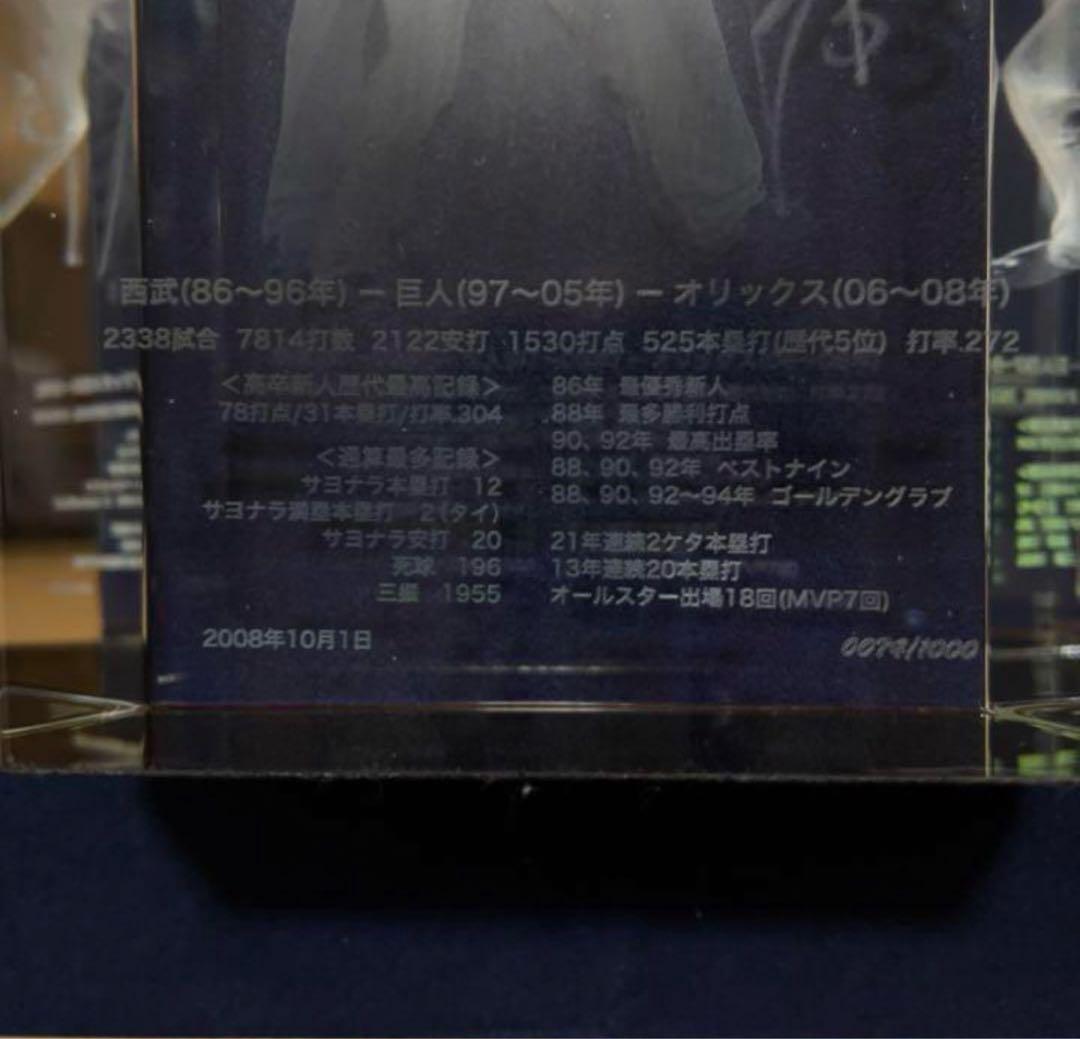 西武(86～96年) － 巨人(97～05年) － オリックス(06～08年)
2338試合 7814打数 2122安打 1530打点 525本塁打(歴代5位) 打率.272
＜高卒新人歴代最高記録＞
78打点/31本塁打/打率.304
＜通算最多記録＞
サヨナラ本塁打 12
サヨナラ満塁本塁打 2(タイ)
サヨナラ安打 20
死球 196
三振 1955
86年 最優秀新人
88年 最多勝利打点
90、92年 最高出塁率
88、90、92年 ベストナイン
88、90、92～94年 ゴールデングラブ
21年連続2ケタ本塁打
13年連続20本塁打
オールスター出場18回(MVP7回)
2008年10月1日
0074/1000